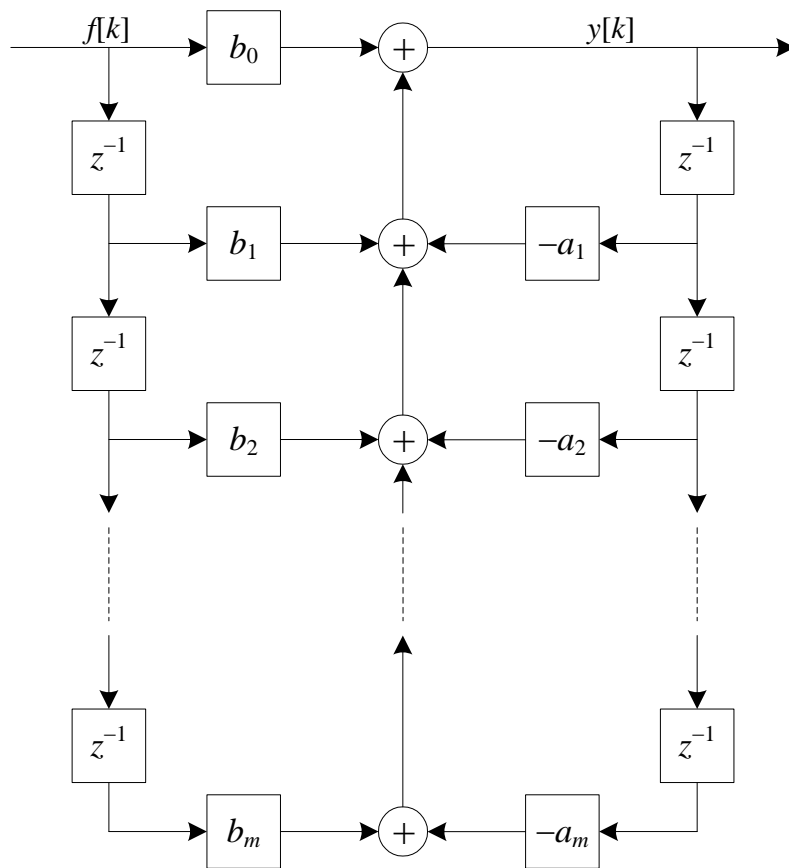 f[k] b₀ + y[k]
z⁻¹ z⁻¹
b₁ + −a₁
z⁻¹ z⁻¹
b₂ + −a₂
z⁻¹ z⁻¹
bₘ + −aₘ